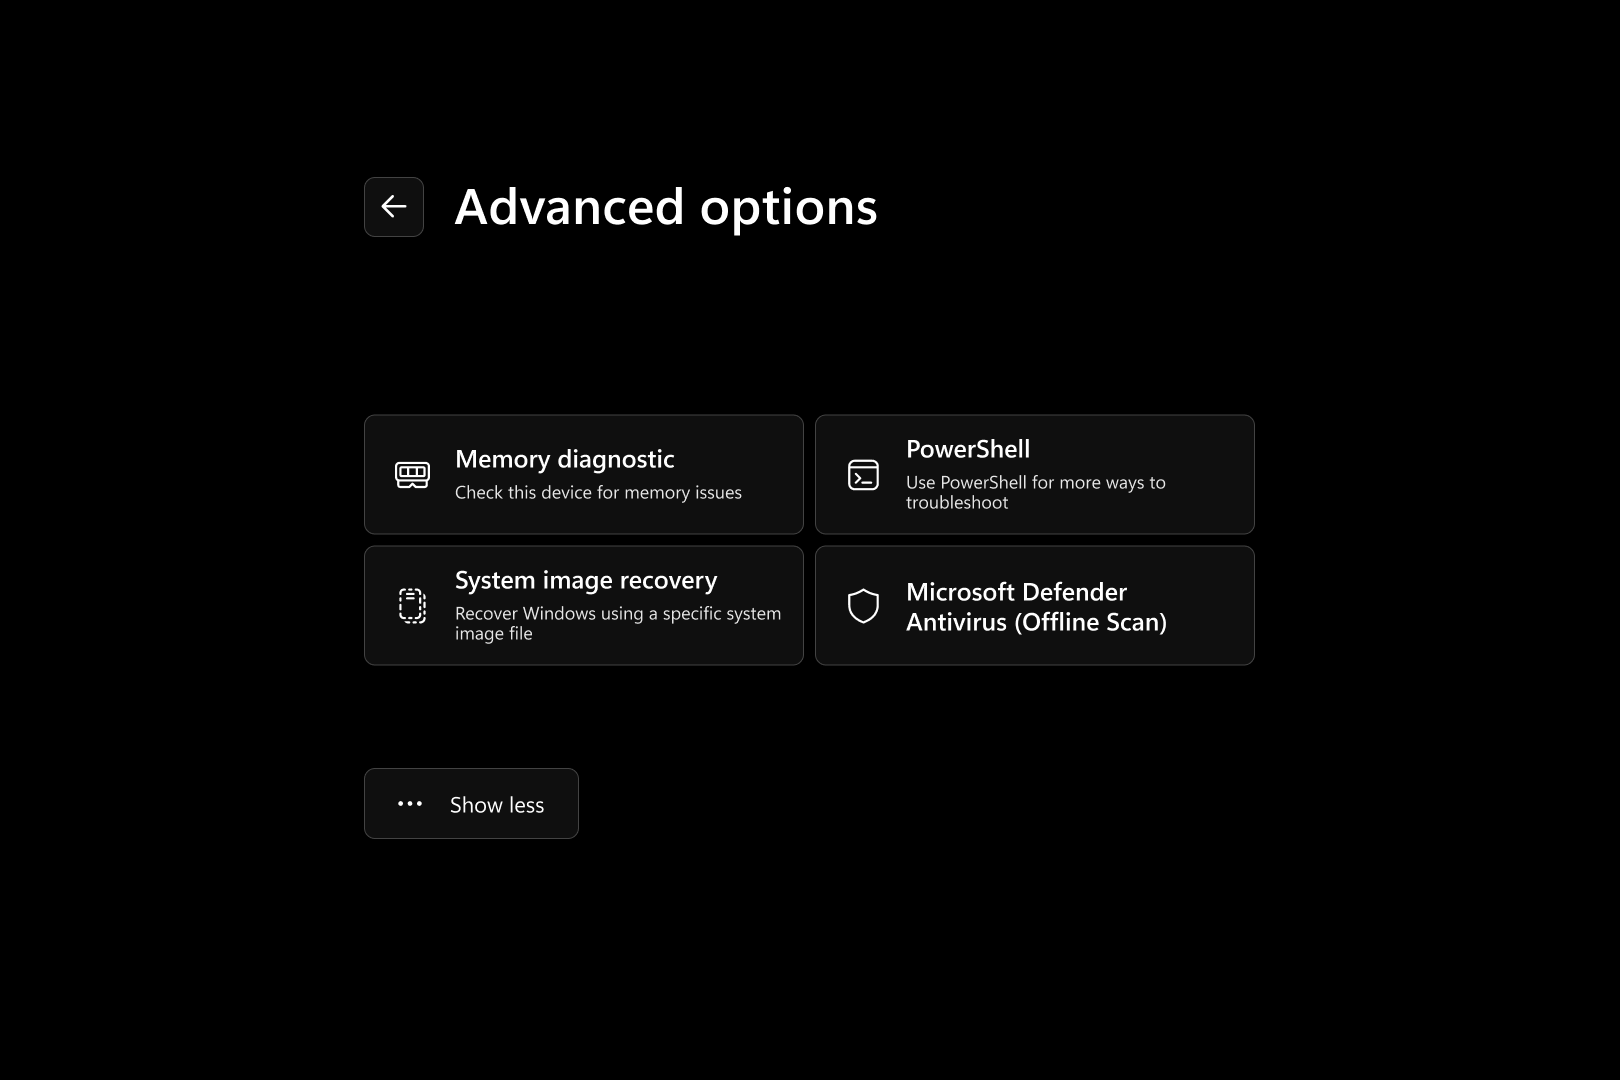 Advanced options
Memory diagnostic
Check this device for memory issues
PowerShell
Use PowerShell for more ways to
troubleshoot
System image recovery
Recover Windows using a specific system
image file
Microsoft Defender
Antivirus (Offline Scan)
Show less